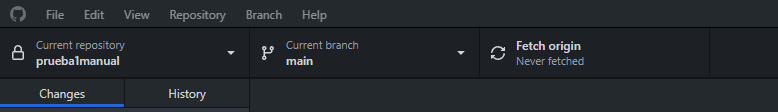 File Edit View Repository Branch Help
Current repository
prueba1manual
Current branch
main
Fetch origin
Never fetched
Changes History